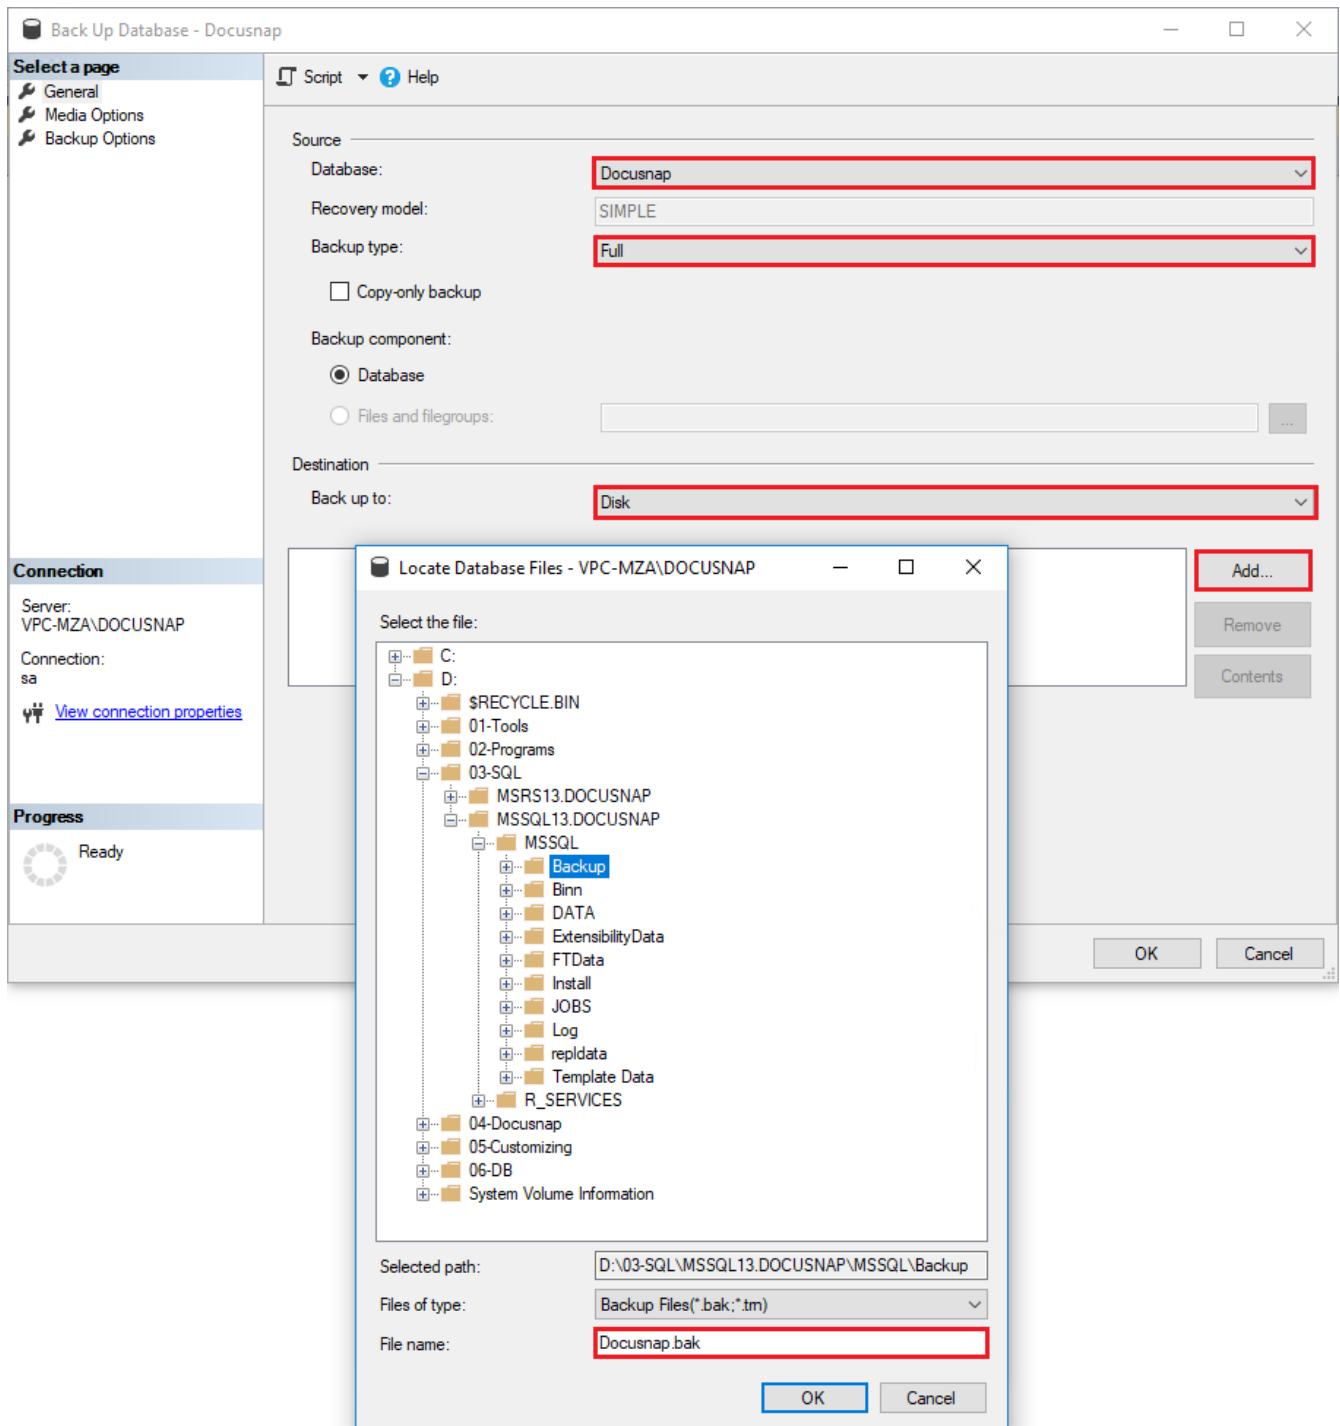 Back Up Database - Docusnap
Select a page
General
Media Options
Backup Options
Script
Help
Source
Database:
Docusnap
Recovery model:
SIMPLE
Backup type:
Full
Copy-only backup
Backup component:
Database
Files and filegroups:
...
Destination
Back up to:
Disk
Add...
Remove
Contents
Connection
Server:
VPC-MZA\DOCUSNAP
Connection:
sa
View connection properties
Progress
Ready
OK
Cancel
Locate Database Files - VPC-MZA\DOCUSNAP
Select the file:
C:
D:
$RECYCLE.BIN
01-Tools
02-Programs
03-SQL
MSRS13.DOCUSNAP
MSSQL13.DOCUSNAP
MSSQL
Backup
Binn
DATA
ExtensibilityData
FTData
Install
JOBS
Log
repldata
Template Data
R_SERVICES
04-Docusnap
05-Customizing
06-DB
System Volume Information
Selected path:
D:\03-SQL\MSSQL13.DOCUSNAP\MSSQL\Backup
Files of type:
Backup Files(*.bak;*.trn)
File name:
Docusnap.bak
OK
Cancel